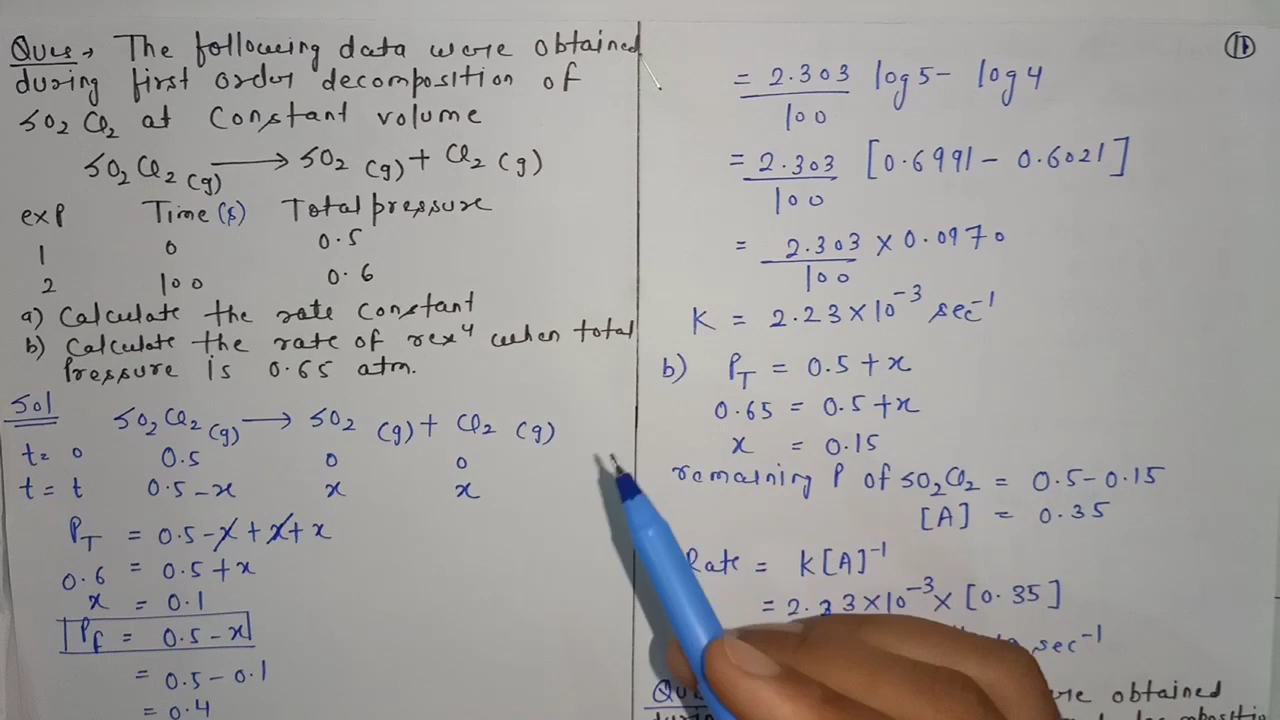 Ques → The following data were obtained
during first order decomposition of
SO2 Cl2 at constant volume
SO2 Cl2 (g) ⟶ SO2 (g) + Cl2 (g)
exp Time(s) Total pressure
1 0 0.5
2 100 0.6
a) Calculate the rate constant
b) Calculate the rate of rexⁿ when total
Pressure is 0.65 atm.
Sol
SO2 Cl2 (g) ⟶ SO2 (g) + Cl2 (g)
t = 0 0.5 0 0
t = t 0.5-x x x
PT = 0.5 - x + x + x
0.6 = 0.5 + x
x = 0.1
Pf = 0.5 - x
= 0.5 - 0.1
= 0.4
11
= 2.303/100 log 5 - log 4
= 2.303/100 [0.6991 - 0.6021]
= 2.303/100 × 0.0970
K = 2.23 × 10⁻³ sec⁻¹
b) PT = 0.5 + x
0.65 = 0.5 + x
x = 0.15
remaining P of SO2 Cl2 = 0.5 - 0.15
[A] = 0.35
Rate = K[A]⁻¹
= 2.23 × 10⁻³ × [0.35]
sec⁻¹
Ques
obtained